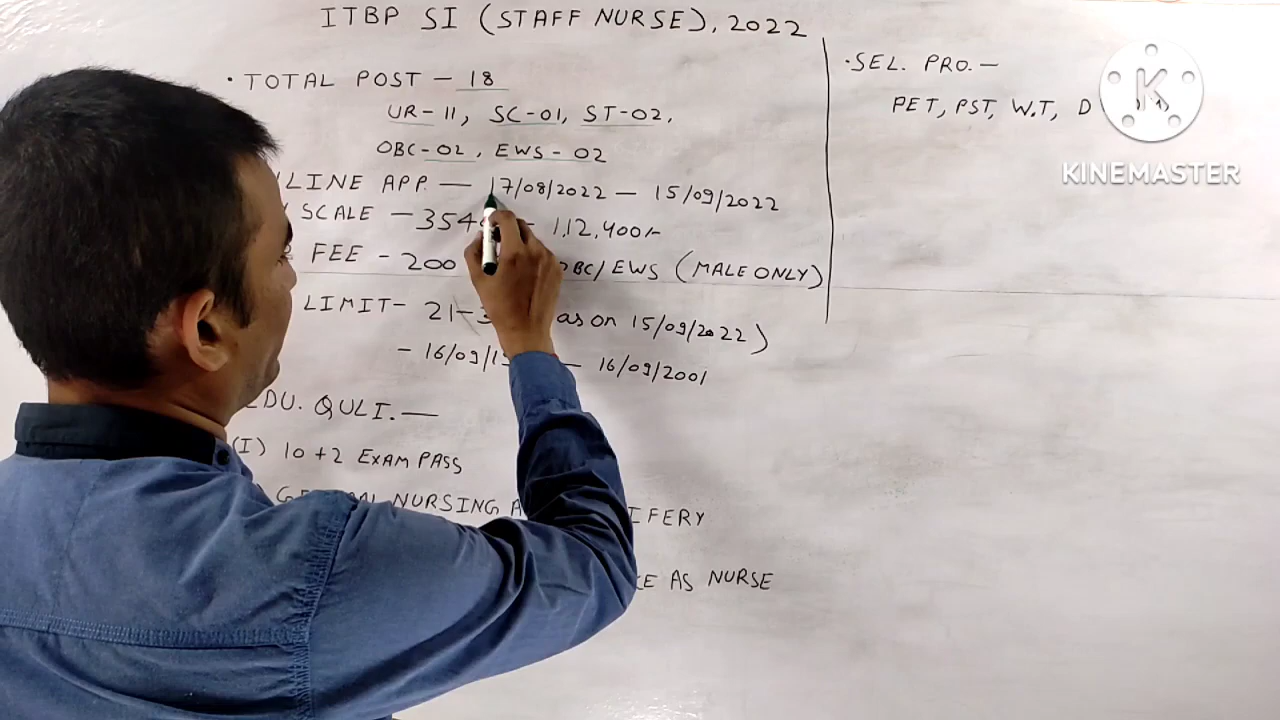 ITBP SI (STAFF NURSE), 2022
· TOTAL POST – 18
UR – 11, SC-01, ST-02,
OBC-02, EWS-02
LINE APP. — 17/08/2022 — 15/09/2022
SCALE — 354 – 1,12,400/-
FEE - 200 OBC/EWS (MALE ONLY)
LIMIT- 21- as on 15/09/2022)
- 16/09/ — 16/09/2001
EDU. QULI. —
(I) 10+2 EXAM PASS
NURSING
AS NURSE
· SEL. PRO. —
PET, PST, W.T, D
K
KINEMASTER